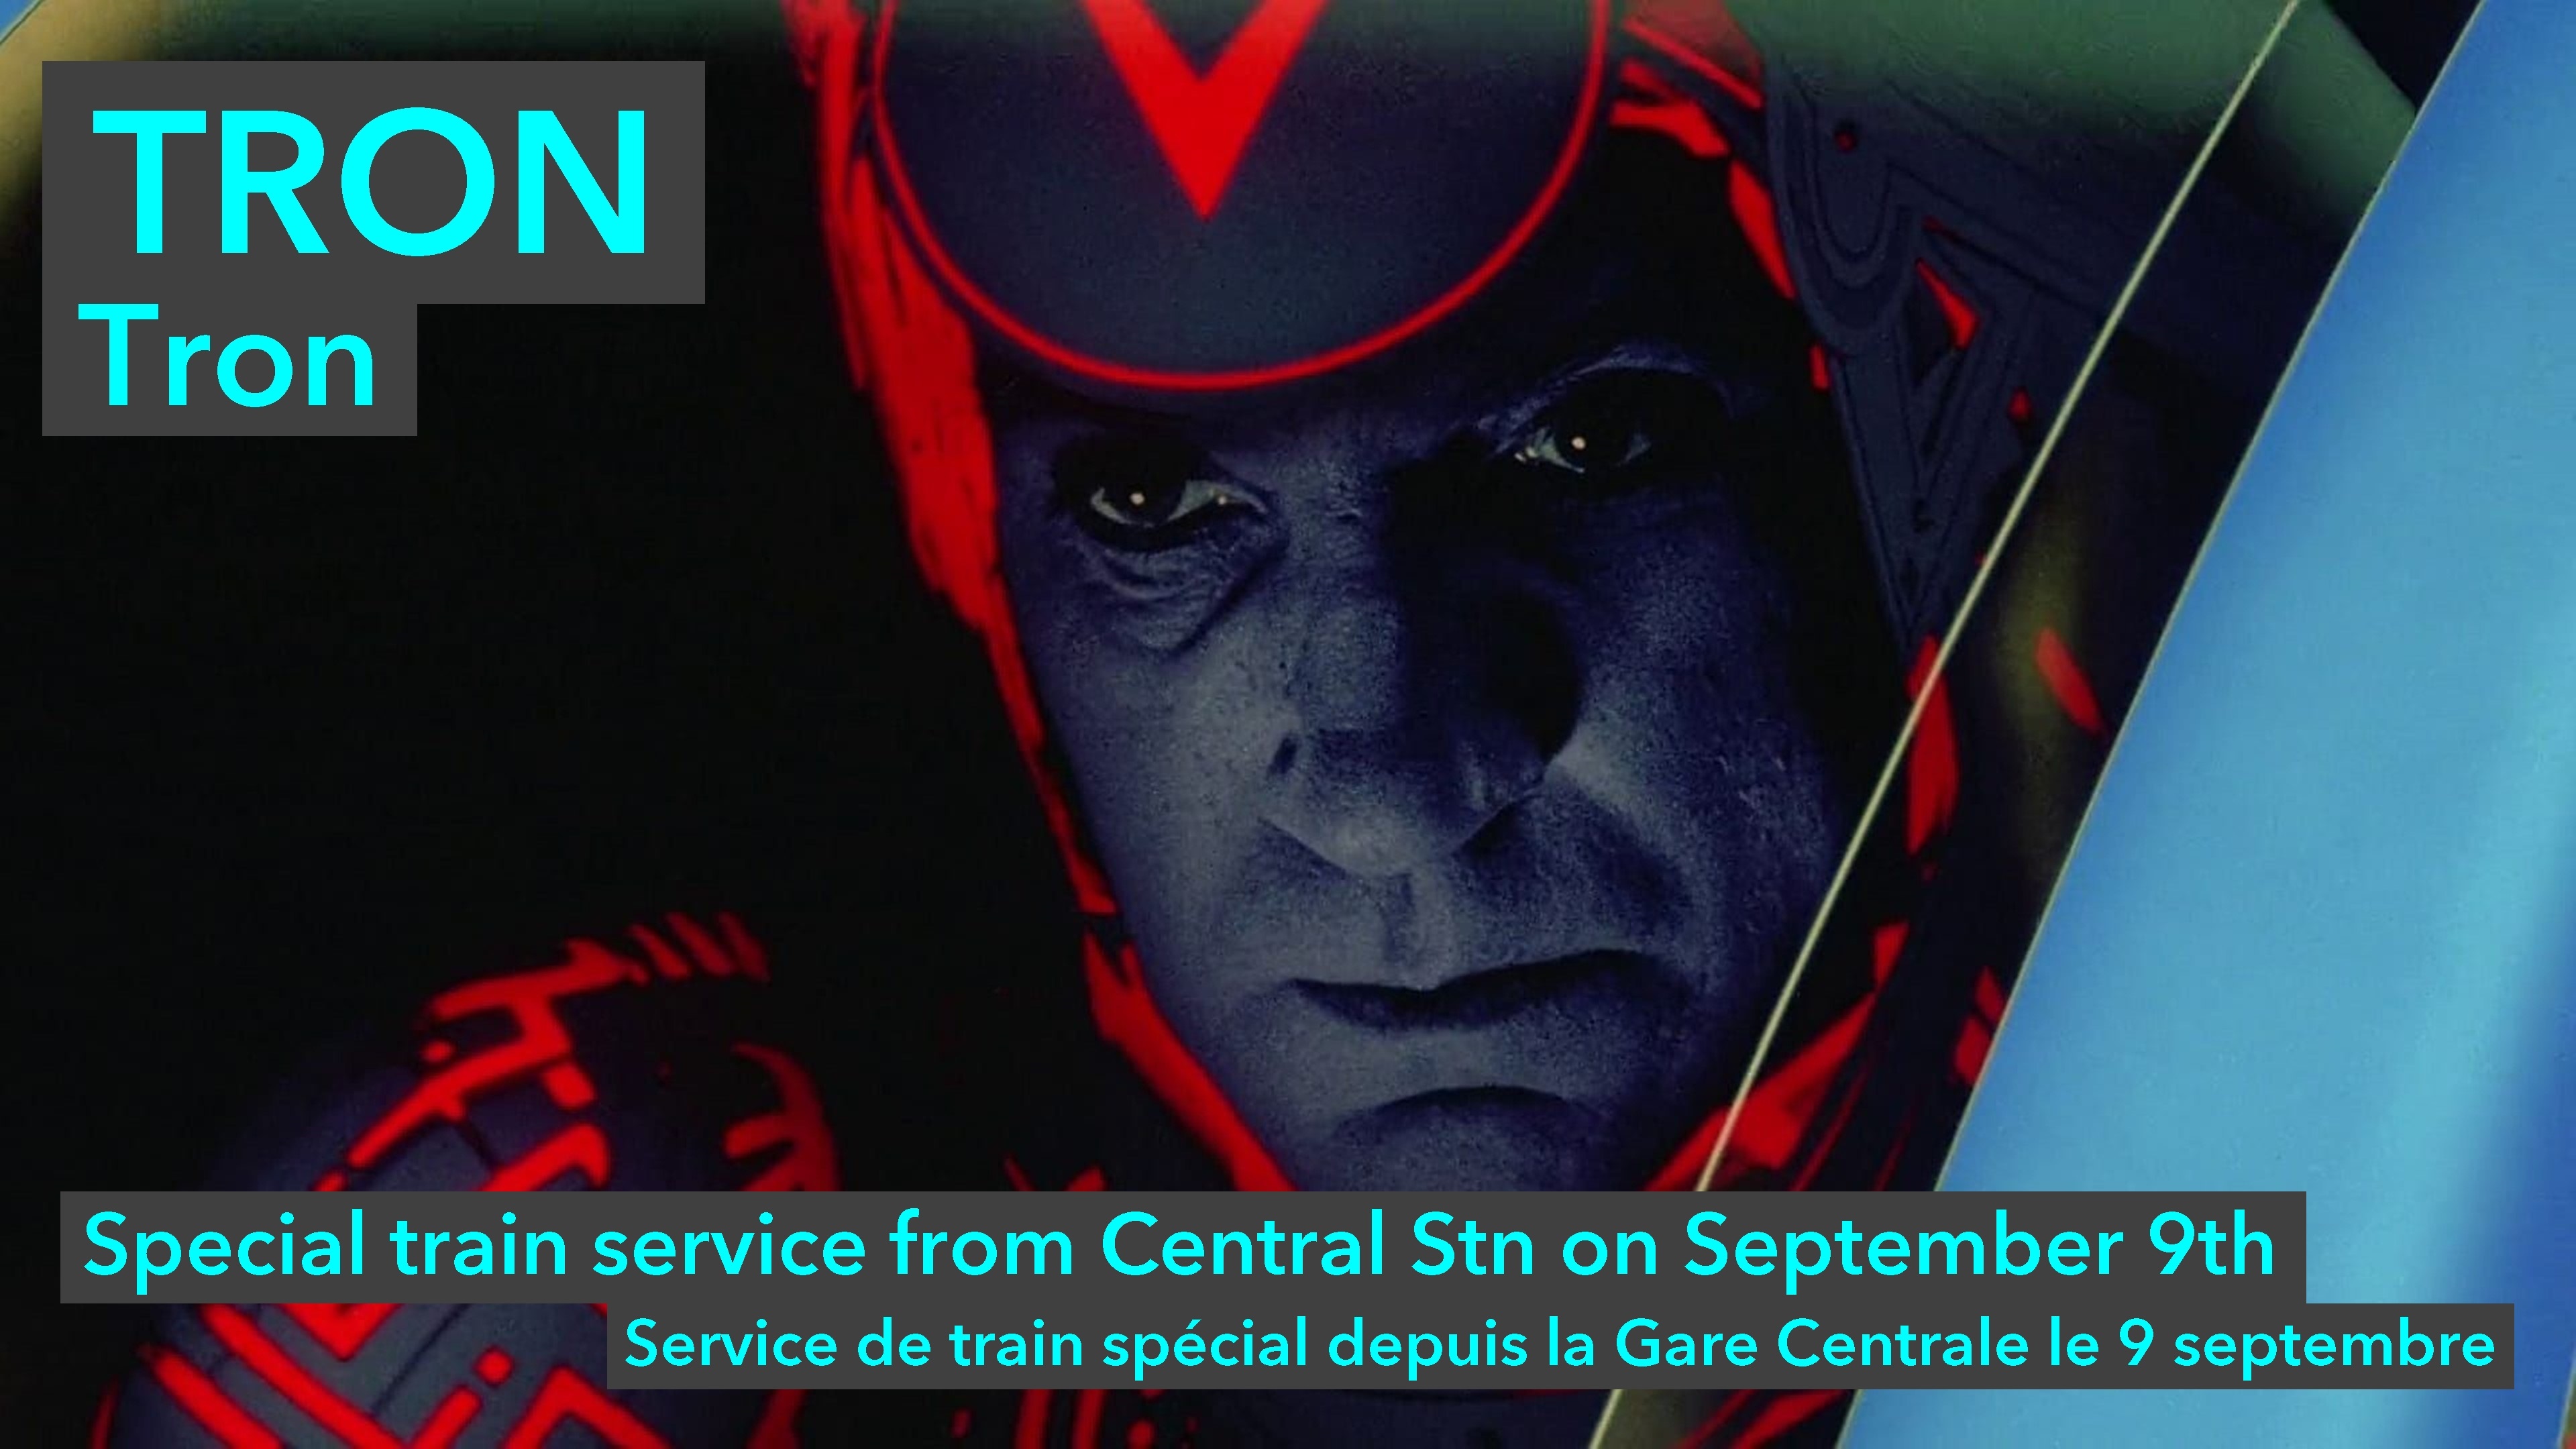 TRON
Tron
Special train service from Central Stn on September 9th
Service de train spécial depuis la Gare Centrale le 9 septembre